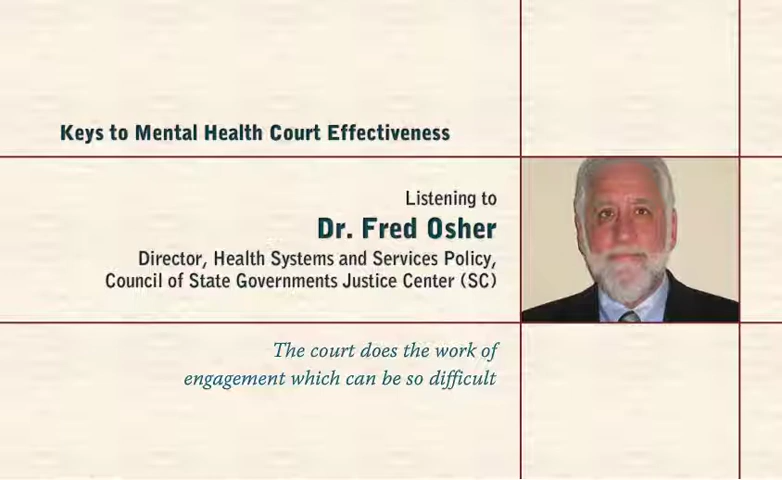 Keys to Mental Health Court Effectiveness
Listening to
Dr. Fred Osher
Director, Health Systems and Services Policy,
Council of State Governments Justice Center (SC)
The court does the work of
engagement which can be so difficult